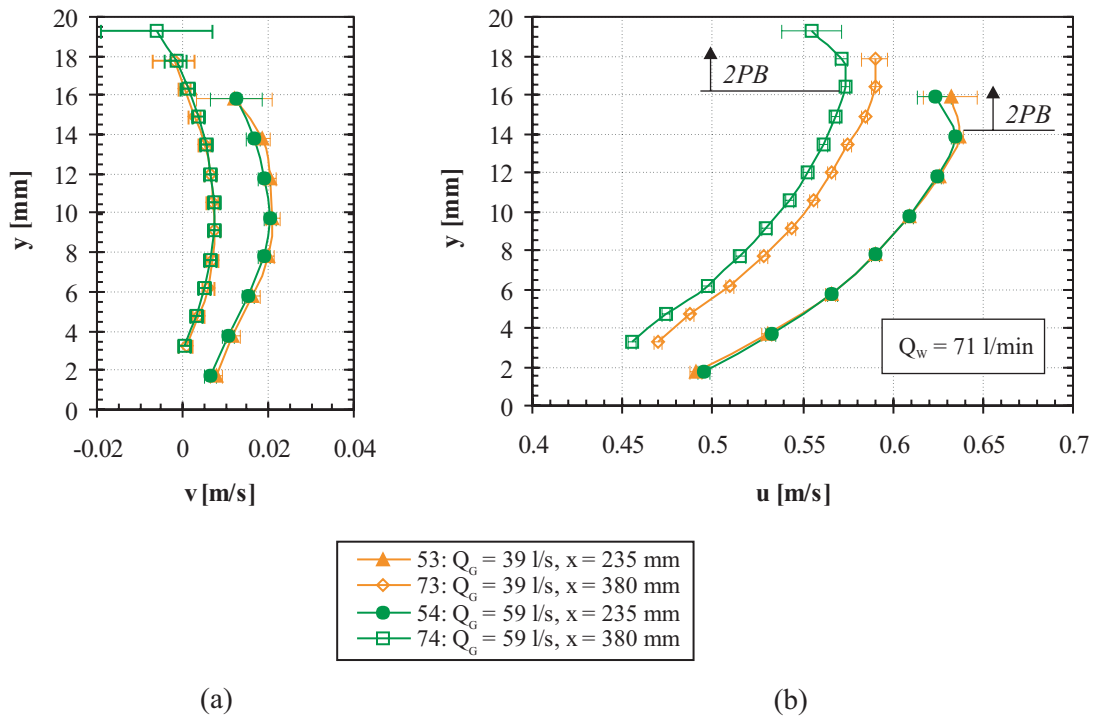 20
18
16
14
12
10
8
6
4
2
0
y [mm]
-0.02
0
0.02
0.04
v [m/s]
20
18
16
14
12
10
8
6
4
2
0
y [mm]
2PB
2PB
Q_W = 71 l/min
0.4
0.45
0.5
0.55
0.6
0.65
0.7
u [m/s]
53: Q_G = 39 l/s, x = 235 mm
73: Q_G = 39 l/s, x = 380 mm
54: Q_G = 59 l/s, x = 235 mm
74: Q_G = 59 l/s, x = 380 mm
(a)
(b)